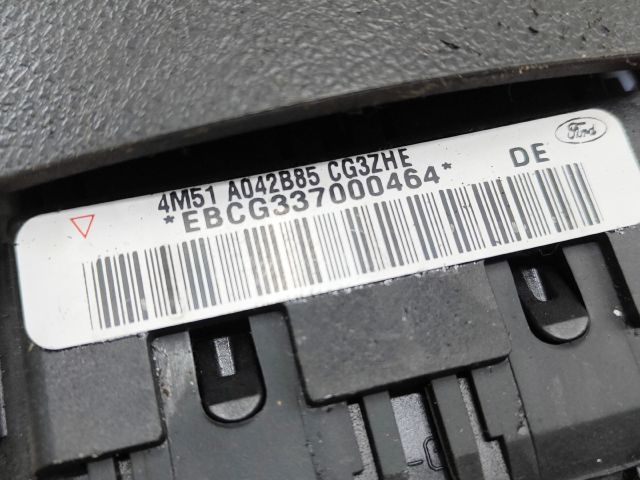 Ford
4M51 A042B85 CG3ZHE DE
*EBCG337000464*